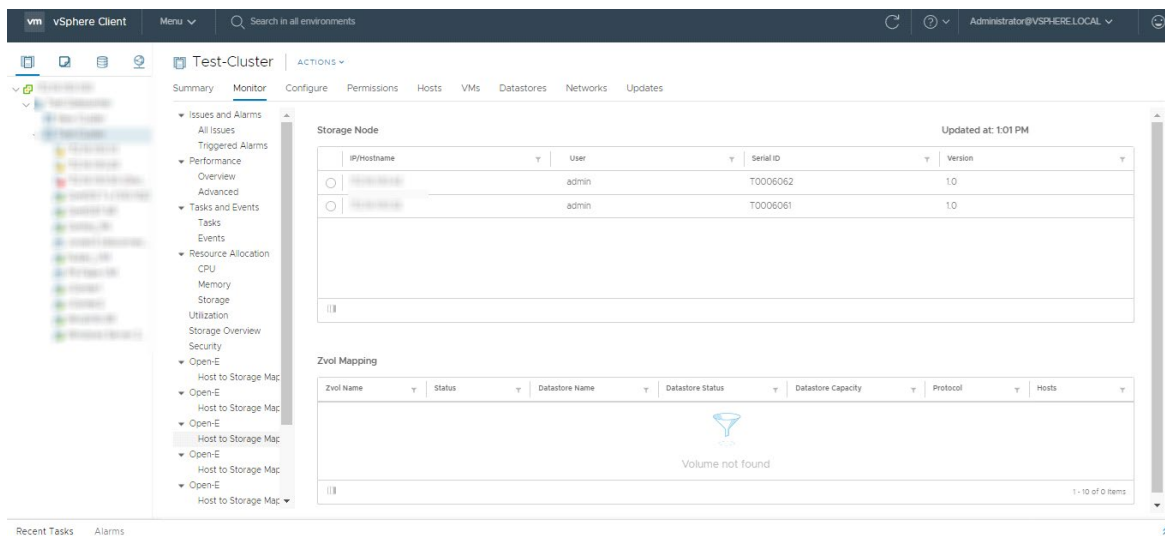 vm vSphere Client Menu Search in all environments Administrator@VSPHERE.LOCAL
Test-Cluster ACTIONS
Summary Monitor Configure Permissions Hosts VMs Datastores Networks Updates
Issues and Alarms
All Issues
Triggered Alarms
Performance
Overview
Advanced
Tasks and Events
Tasks
Events
Resource Allocation
CPU
Memory
Storage
Utilization
Storage Overview
Security
Open-E
Host to Storage Map
Open-E
Host to Storage Map
Open-E
Host to Storage Map
Open-E
Host to Storage Map
Open-E
Host to Storage Map
Storage Node Updated at: 1:01 PM
IP/Hostname User Serial ID Version
admin T0006062 1.0
admin T0006061 1.0
Zvol Mapping
Zvol Name Status Datastore Name Datastore Status Datastore Capacity Protocol Hosts
Volume not found
1 - 10 of 0 items
Recent Tasks Alarms